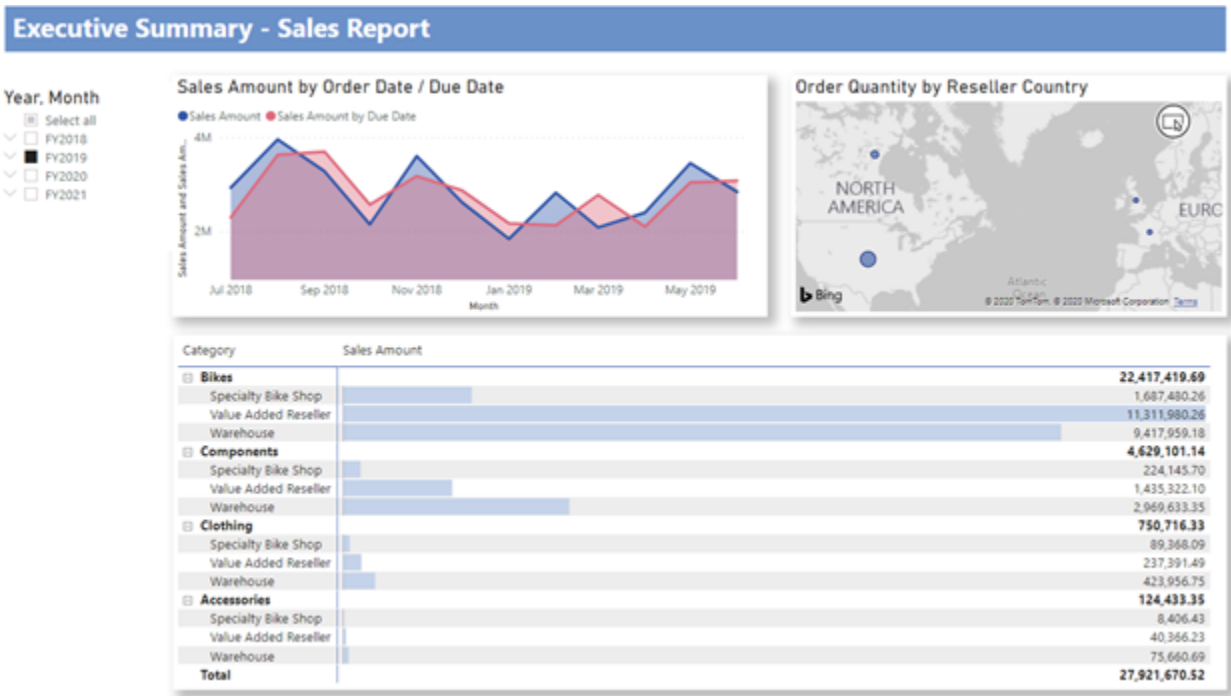 Executive Summary - Sales Report
Year, Month
Select all
FY2018
FY2019
FY2020
FY2021
Sales Amount by Order Date / Due Date
Sales Amount Sales Amount by Due Date
Sales Amount and Sales Am...
4M
2M
Jul 2018 Sep 2018 Nov 2018 Jan 2019 Mar 2019 May 2019
Month
Order Quantity by Reseller Country
NORTH
AMERICA
EURO
Atlantic
Ocean
Bing
© 2020 TomTom, © 2020 Microsoft Corporation Terms
Category Sales Amount
Bikes 22,417,419.69
Specialty Bike Shop 1,687,480.26
Value Added Reseller 11,311,980.26
Warehouse 9,417,959.18
Components 4,629,101.14
Specialty Bike Shop 224,145.70
Value Added Reseller 1,435,322.10
Warehouse 2,969,633.35
Clothing 750,716.33
Specialty Bike Shop 89,368.09
Value Added Reseller 237,391.49
Warehouse 423,956.75
Accessories 124,433.35
Specialty Bike Shop 8,406.43
Value Added Reseller 40,366.23
Warehouse 75,660.69
Total 27,921,670.52